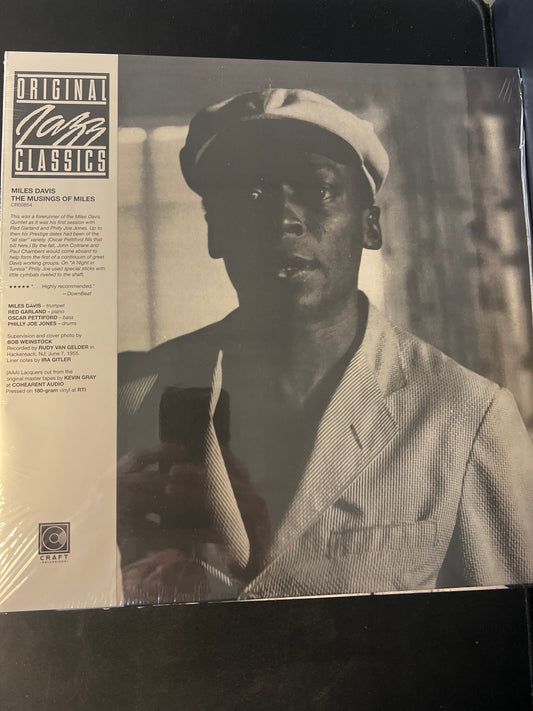 ORIGINAL
Jazz
CLASSICS
MILES DAVIS
THE MUSINGS OF MILES
CR00854
This was a forerunner of the Miles Davis
Quintet as it was his first session with
Red Garland and Philly Joe Jones. Up to
then his Prestige dates had been of the
"all star" variety. (Oscar Pettiford fills that
bill here.) By the fall, John Coltrane and
Paul Chambers would come aboard to
help form the first of a continuum of great
Davis working groups. On "A Night in
Tunisia" Philly Joe used special sticks with
little cymbals riveted to the shaft.
★★★★★ ". . . Highly recommended."
—DownBeat
MILES DAVIS – trumpet
RED GARLAND – piano
OSCAR PETTIFORD – bass
PHILLY JOE JONES – drums
Supervision and cover photo by
BOB WEINSTOCK
Recorded by RUDY VAN GELDER in
Hackensack, NJ; June 7, 1955.
Liner notes by IRA GITLER
(AAA) Lacquers cut from the
original master tapes by KEVIN GRAY
at COHEARENT AUDIO
Pressed on 180-gram vinyl at RTI
CRAFT
RECORDINGS